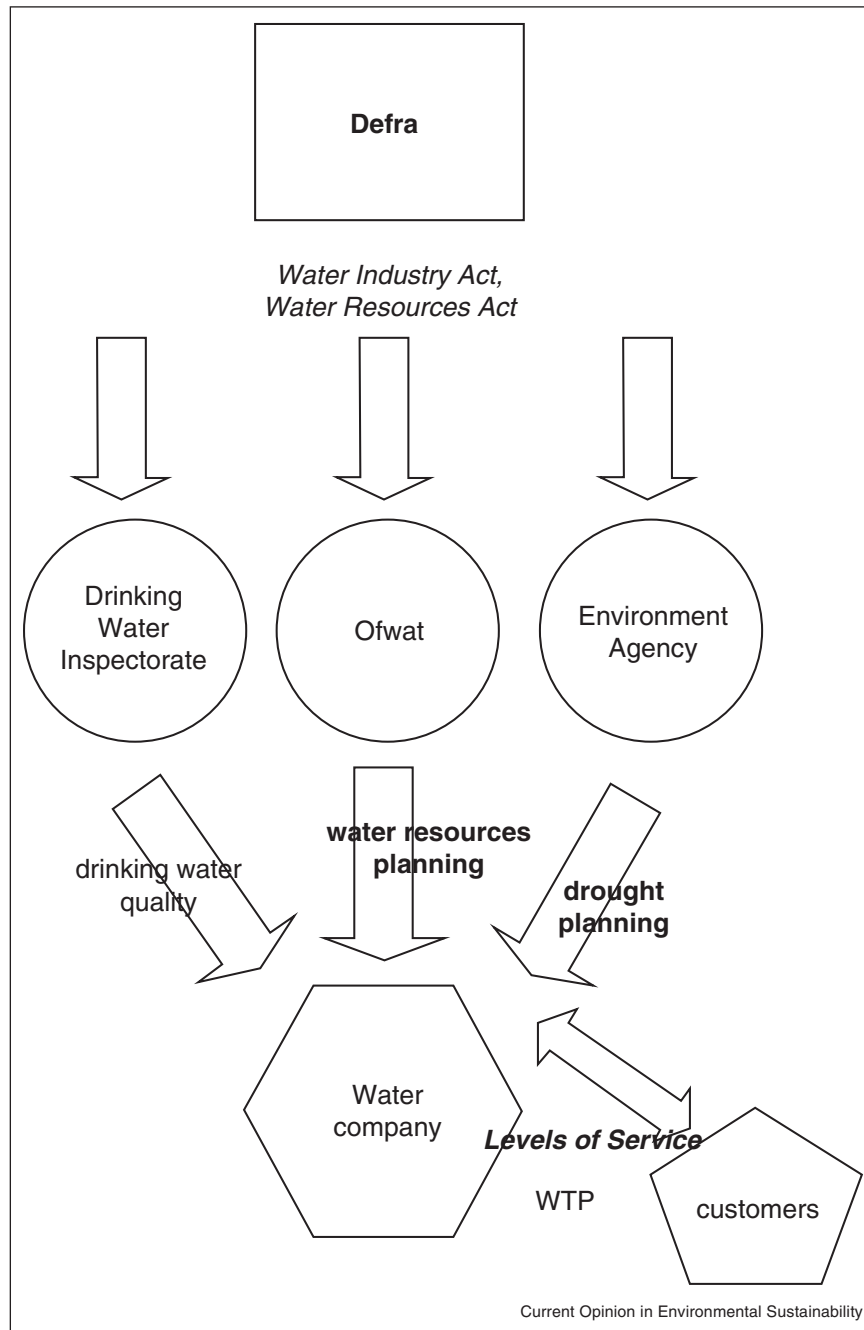 Defra
Water Industry Act,
Water Resources Act
Drinking
Water
Inspectorate
Ofwat
Environment
Agency
drinking water
quality
water resources
planning
drought
planning
Water
company
Levels of Service
WTP
customers
Current Opinion in Environmental Sustainability